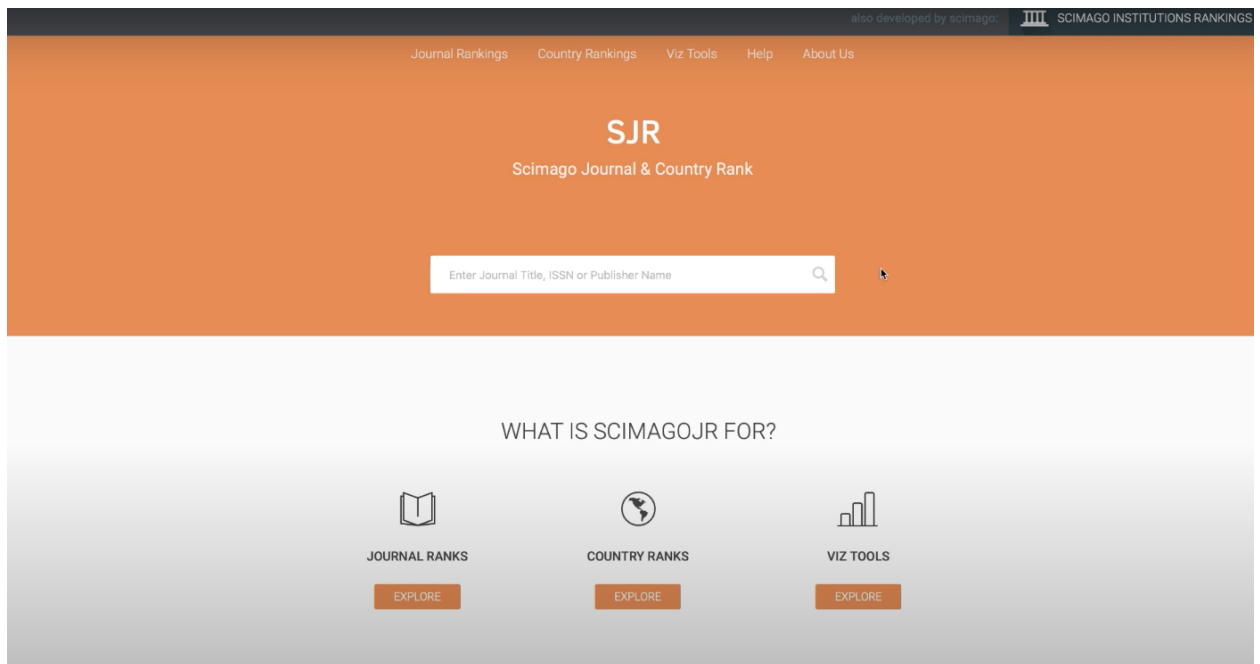 also developed by scimago: SCIMAGO INSTITUTIONS RANKINGS
Journal Rankings Country Rankings Viz Tools Help About Us
SJR
Scimago Journal & Country Rank
Enter Journal Title, ISSN or Publisher Name
WHAT IS SCIMAGOJR FOR?
JOURNAL RANKS COUNTRY RANKS VIZ TOOLS
EXPLORE EXPLORE EXPLORE